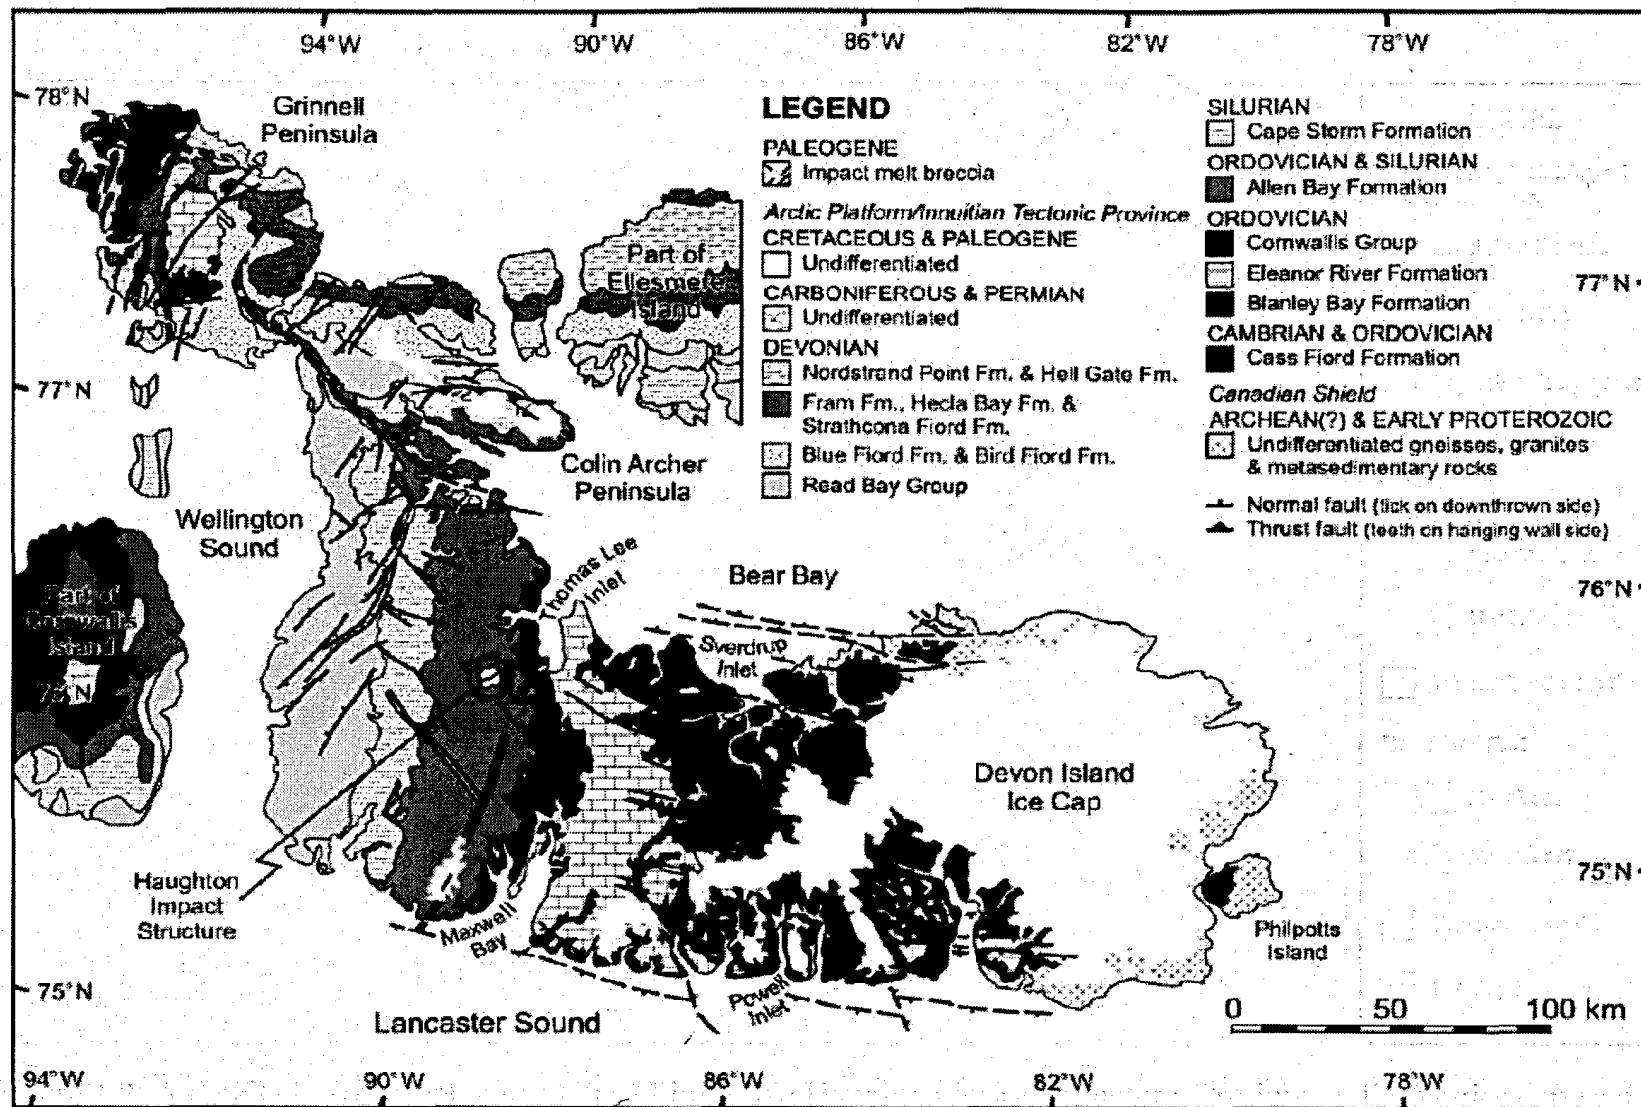 94°W 90°W 86°W 82°W 78°W
78°N
Grinnell
Peninsula
LEGEND
PALEOGENE
Impact melt breccia
Arctic Platform/Innuitian Tectonic Province
CRETACEOUS & PALEOGENE
Undifferentiated
CARBONIFEROUS & PERMIAN
Undifferentiated
DEVONIAN
Nordstrand Point Fm. & Hell Gate Fm.
Fram Fm., Hecla Bay Fm. &
Strathcona Fiord Fm.
Blue Fiord Fm. & Bird Fiord Fm.
Read Bay Group
SILURIAN
Cape Storm Formation
ORDOVICIAN & SILURIAN
Allen Bay Formation
ORDOVICIAN
Cornwallis Group
Eleanor River Formation
Blanley Bay Formation
CAMBRIAN & ORDOVICIAN
Cass Fiord Formation
Canadian Shield
ARCHEAN(?) & EARLY PROTEROZOIC
Undifferentiated gneisses, granites
& metasedimentary rocks
Normal fault (tick on downthrown side)
Thrust fault (teeth on hanging wall side)
Part of
Ellesmere
Island
77°N
77°N
Colin Archer
Peninsula
Wellington
Sound
Thomas Lee
Inlet
Bear Bay
76°N
Part of
Cornwallis
Island
Sverdrup
Inlet
Devon Island
Ice Cap
Haughton
Impact
Structure
Maxwell
Bay
75°N
Philpotts
Island
75°N
Lancaster Sound
Powell
Inlet
0 50 100 km
94°W 90°W 86°W 82°W 78°W